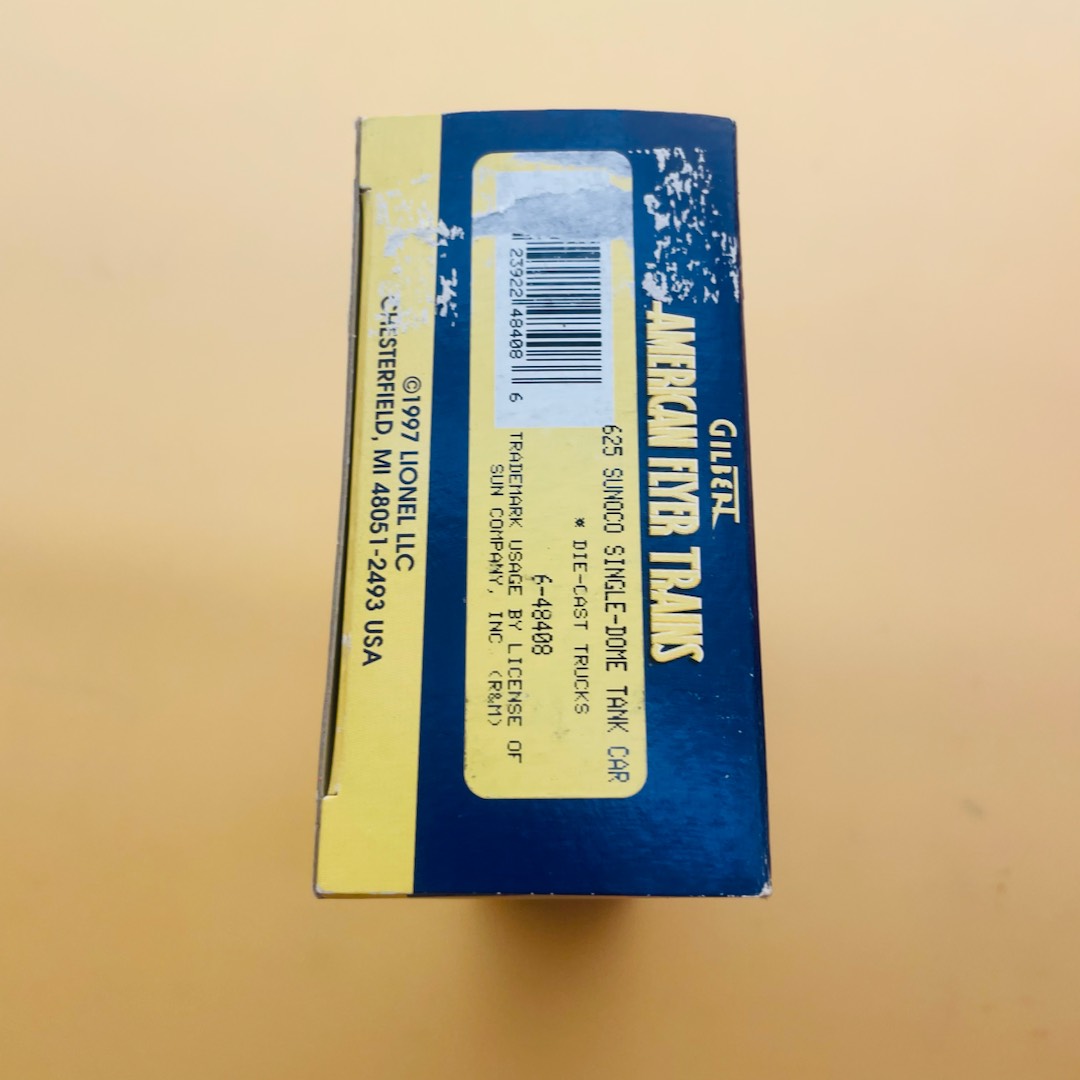 GILBERT
AMERICAN FLYER TRAINS
625 SUNOCO SINGLE-DOME TANK CAR
* DIE-CAST TRUCKS
6-48408
TRADEMARK USAGE BY LICENSE OF
SUN COMPANY, INC. (R&M)
23922 48408 6
©1997 LIONEL LLC
CHESTERFIELD, MI 48051-2493 USA